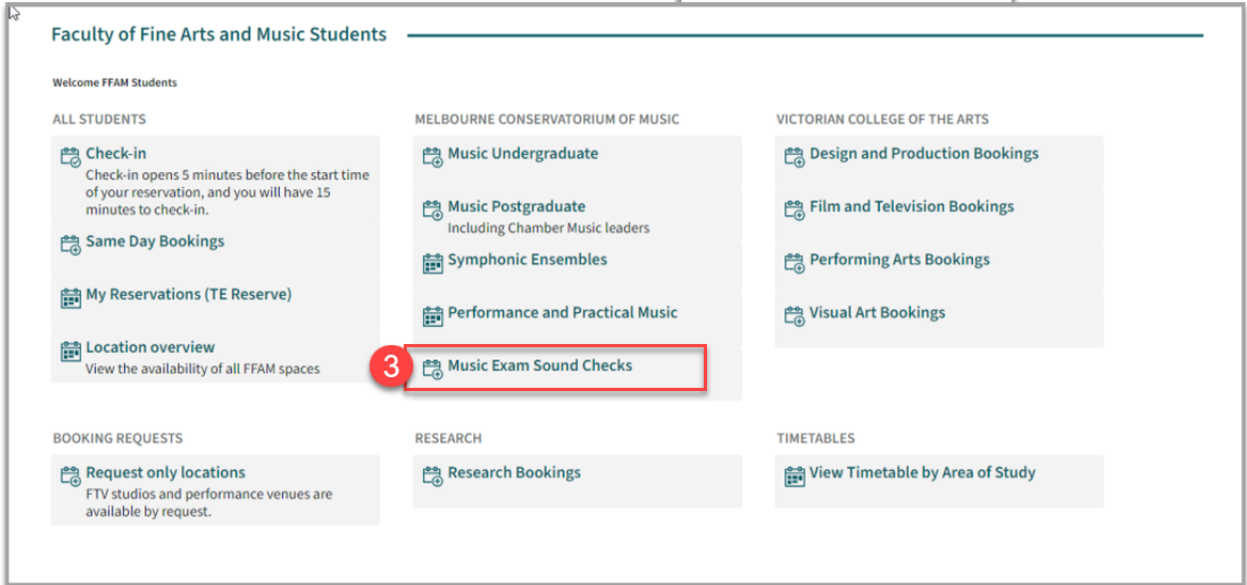 Faculty of Fine Arts and Music Students
Welcome FFAM Students
ALL STUDENTS
Check-in
Check-in opens 5 minutes before the start time
of your reservation, and you will have 15
minutes to check-in.
Same Day Bookings
My Reservations (TE Reserve)
Location overview
View the availability of all FFAM spaces
MELBOURNE CONSERVATORIUM OF MUSIC
Music Undergraduate
Music Postgraduate
Including Chamber Music leaders
Symphonic Ensembles
Performance and Practical Music
3
Music Exam Sound Checks
VICTORIAN COLLEGE OF THE ARTS
Design and Production Bookings
Film and Television Bookings
Performing Arts Bookings
Visual Art Bookings
BOOKING REQUESTS
Request only locations
FTV studios and performance venues are
available by request.
RESEARCH
Research Bookings
TIMETABLES
View Timetable by Area of Study